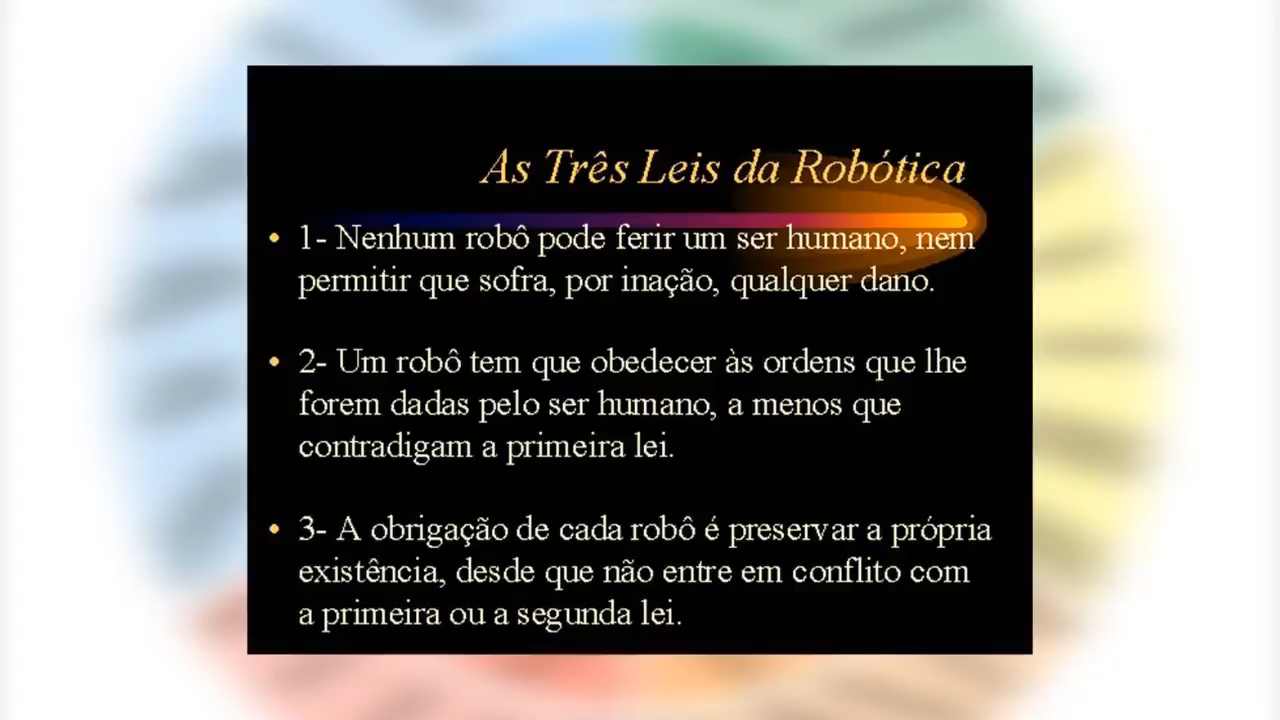 As Três Leis da Robótica
• 1- Nenhum robô pode ferir um ser humano, nem
permitir que sofra, por inação, qualquer dano.
• 2- Um robô tem que obedecer às ordens que lhe
forem dadas pelo ser humano, a menos que
contradigam a primeira lei.
• 3- A obrigação de cada robô é preservar a própria
existência, desde que não entre em conflito com
a primeira ou a segunda lei.